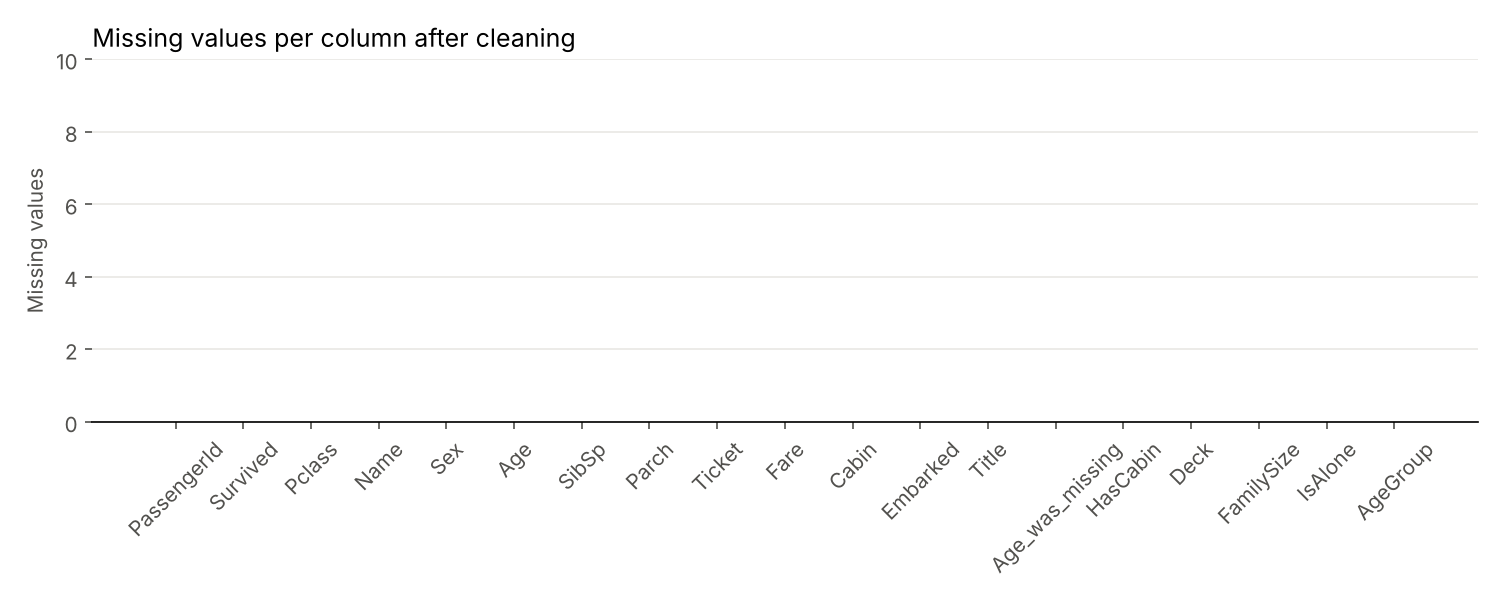 Missing values per column after cleaning
10
8
6
4
2
0
Missing values
PassengerId
Survived
Pclass
Name
Sex
Age
SibSp
Parch
Ticket
Fare
Cabin
Embarked
Title
Age_was_missing
HasCabin
Deck
FamilySize
IsAlone
AgeGroup